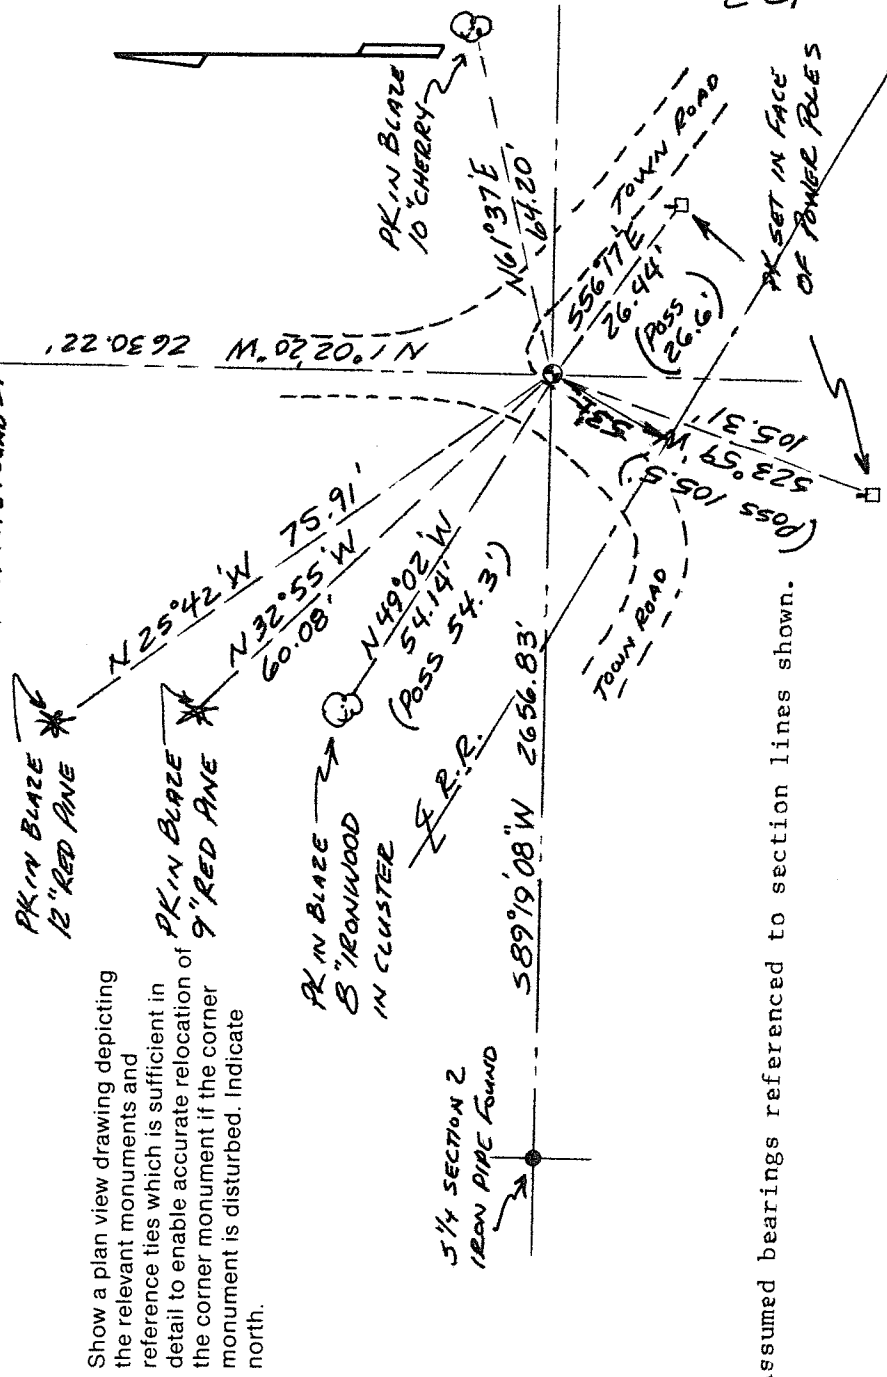 Show a plan view drawing depicting
the relevant monuments and
reference ties which is sufficient in
detail to enable accurate relocation of
the corner monument if the corner
monument is disturbed. Indicate
north.
PK IN BLAZE
12" RED PINE
N 25°42' W 75.91'
PK IN BLAZE
9" RED PINE
N 32°55' W
60.08'
PK IN BLAZE
8" IRONWOOD
IN CLUSTER
N 49°02' W
54.14'
(POSS 54.3')
℄ R.R.
S 1/4 SECTION 2
IRON PIPE FOUND
S89°19'08"W 2656.83'
TOWN ROAD
N 1°02'20" W 2630.22'
PK IN BLAZE
10" CHERRY
N61°37'E
64.20'
TOWN ROAD
S56°17'E
26.44'
(POSS
26.6')
PK SET IN FACE
OF POWER POLES
S23°59'W
105.31'
(POSS 105.5')
Assumed bearings referenced to section lines shown.